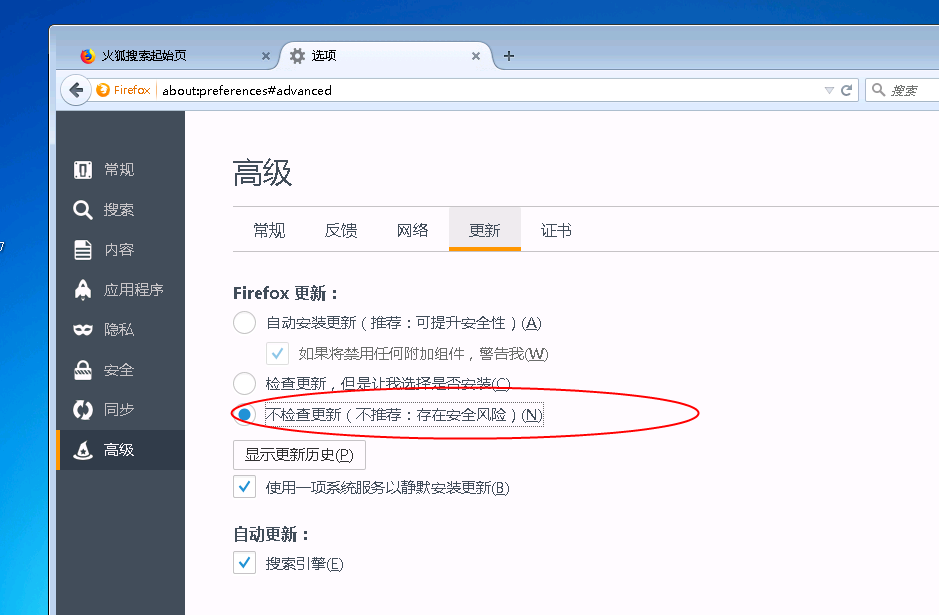 火狐搜索起始页
选项
Firefox
about:preferences#advanced
搜索
常规
搜索
内容
应用程序
隐私
安全
同步
高级
高级
常规 反馈 网络 更新 证书
Firefox 更新：
自动安装更新（推荐：可提升安全性）(A)
如果将禁用任何附加组件，警告我(W)
检查更新，但是让我选择是否安装(C)
不检查更新（不推荐：存在安全风险）(N)
显示更新历史(P)
使用一项系统服务以静默安装更新(B)
自动更新：
搜索引擎(E)
7